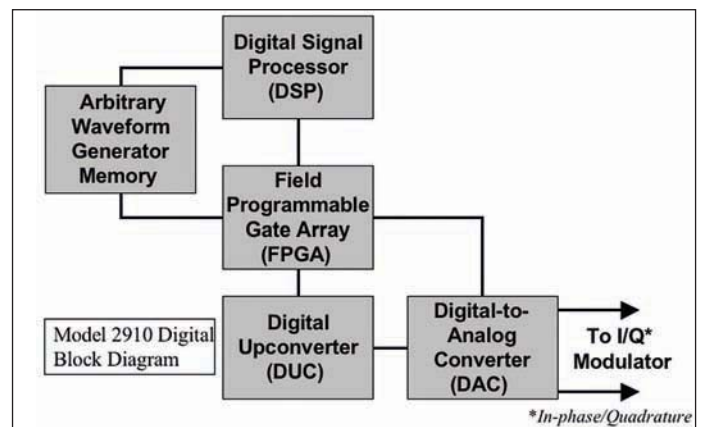 Digital Signal
Processor
(DSP)
Arbitrary
Waveform
Generator
Memory
Field
Programmable
Gate Array
(FPGA)
Model 2910 Digital
Block Diagram
Digital
Upconverter
(DUC)
Digital-to-
Analog
Converter
(DAC)
To I/Q*
Modulator
*In-phase/Quadrature